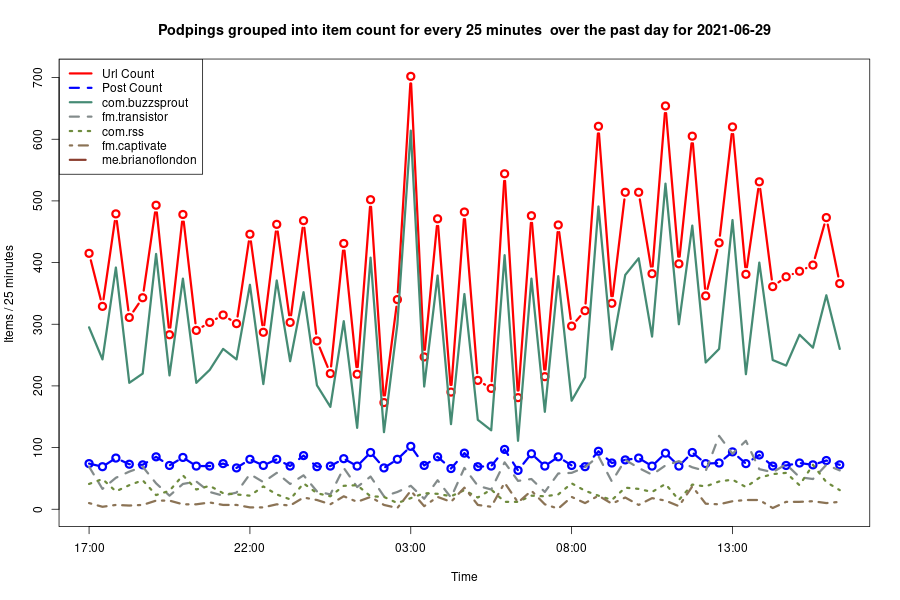 Podpings grouped into item count for every 25 minutes  over the past day for 2021-06-29
Url Count
Post Count
com.buzzsprout
fm.transistor
com.rss
fm.captivate
me.brianoflondon
Items / 25 minutes
700
600
500
400
300
200
100
0
17:00
22:00
03:00
08:00
13:00
Time